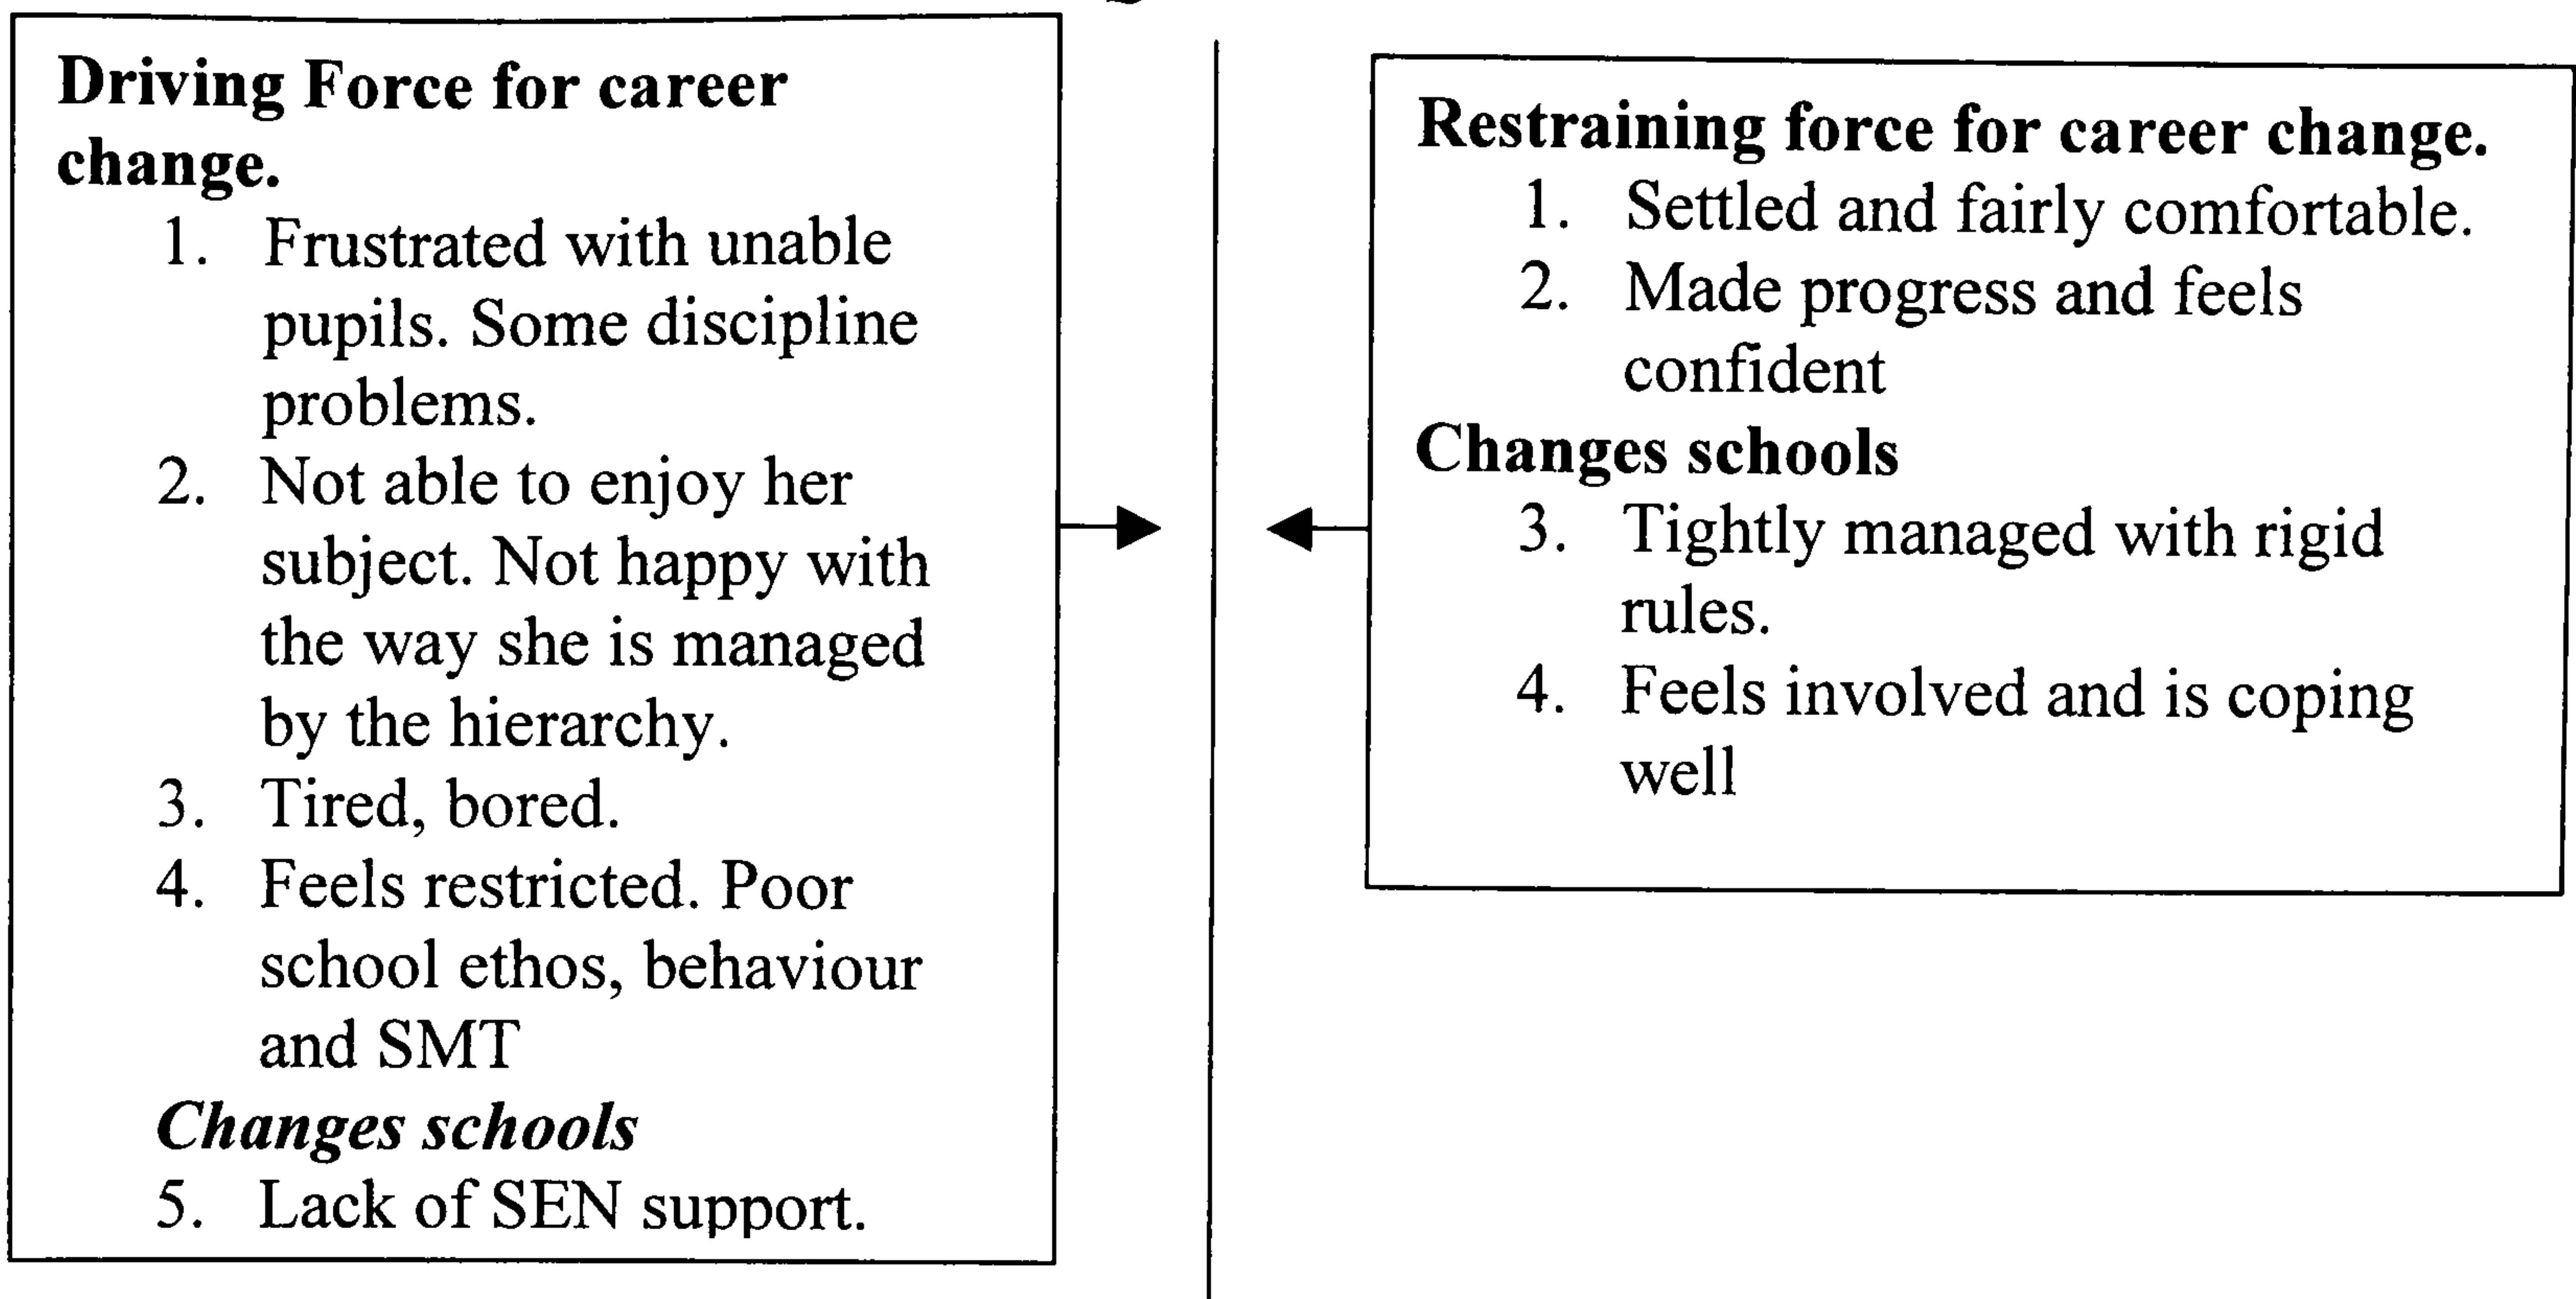 Driving Force for career
change.
1. Frustrated with unable
pupils. Some discipline
problems.
2. Not able to enjoy her
subject. Not happy with
the way she is managed
by the hierarchy.
3. Tired, bored.
4. Feels restricted. Poor
school ethos, behaviour
and SMT
Changes schools
5. Lack of SEN support.
Restraining force for career change.
1. Settled and fairly comfortable.
2. Made progress and feels
confident
Changes schools
3. Tightly managed with rigid
rules.
4. Feels involved and is coping
well